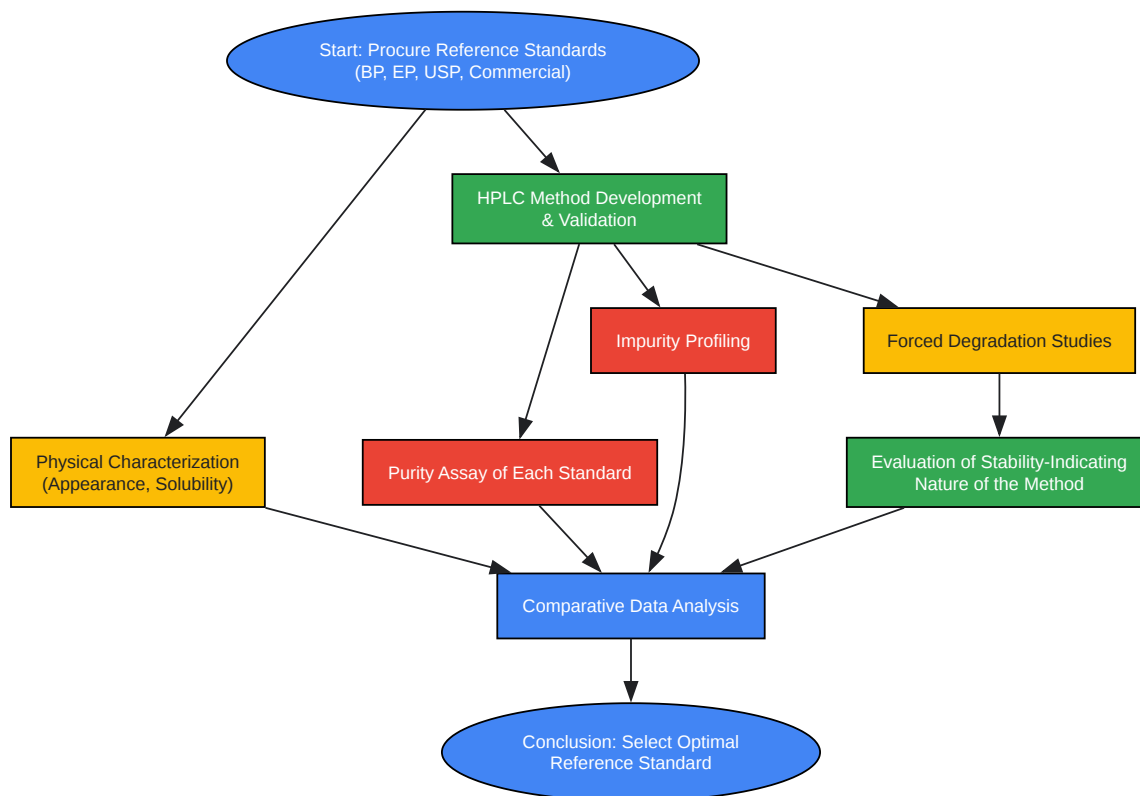 Start: Procure Reference Standards
(BP, EP, USP, Commercial)
HPLC Method Development
& Validation
Impurity Profiling
Forced Degradation Studies
Physical Characterization
(Appearance, Solubility)
Purity Assay of Each Standard
Evaluation of Stability-Indicating
Nature of the Method
Comparative Data Analysis
Conclusion: Select Optimal
Reference Standard